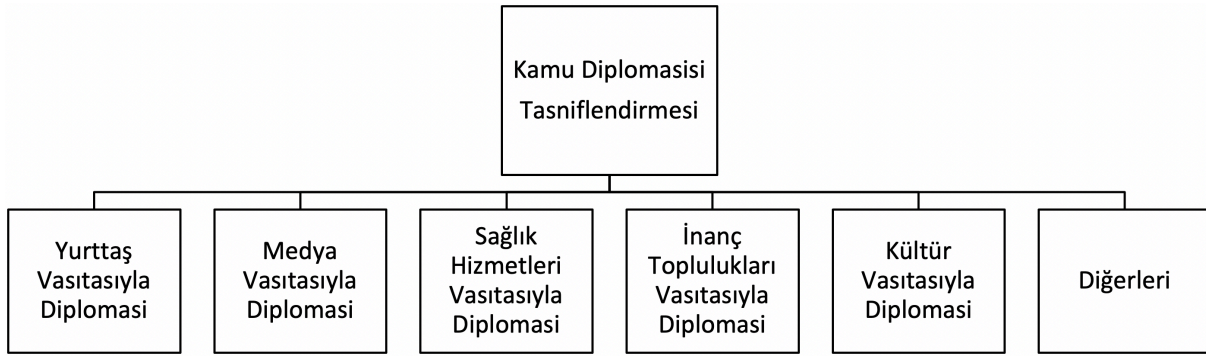 Kamu Diplomasisi
Tasniflendirmesi
Yurttaş
Vasıtasıyla
Diplomasi
Medya
Vasıtasıyla
Diplomasi
Sağlık
Hizmetleri
Vasıtasıyla
Diplomasi
İnanç
Toplulukları
Vasıtasıyla
Diplomasi
Kültür
Vasıtasıyla
Diplomasi
Diğerleri